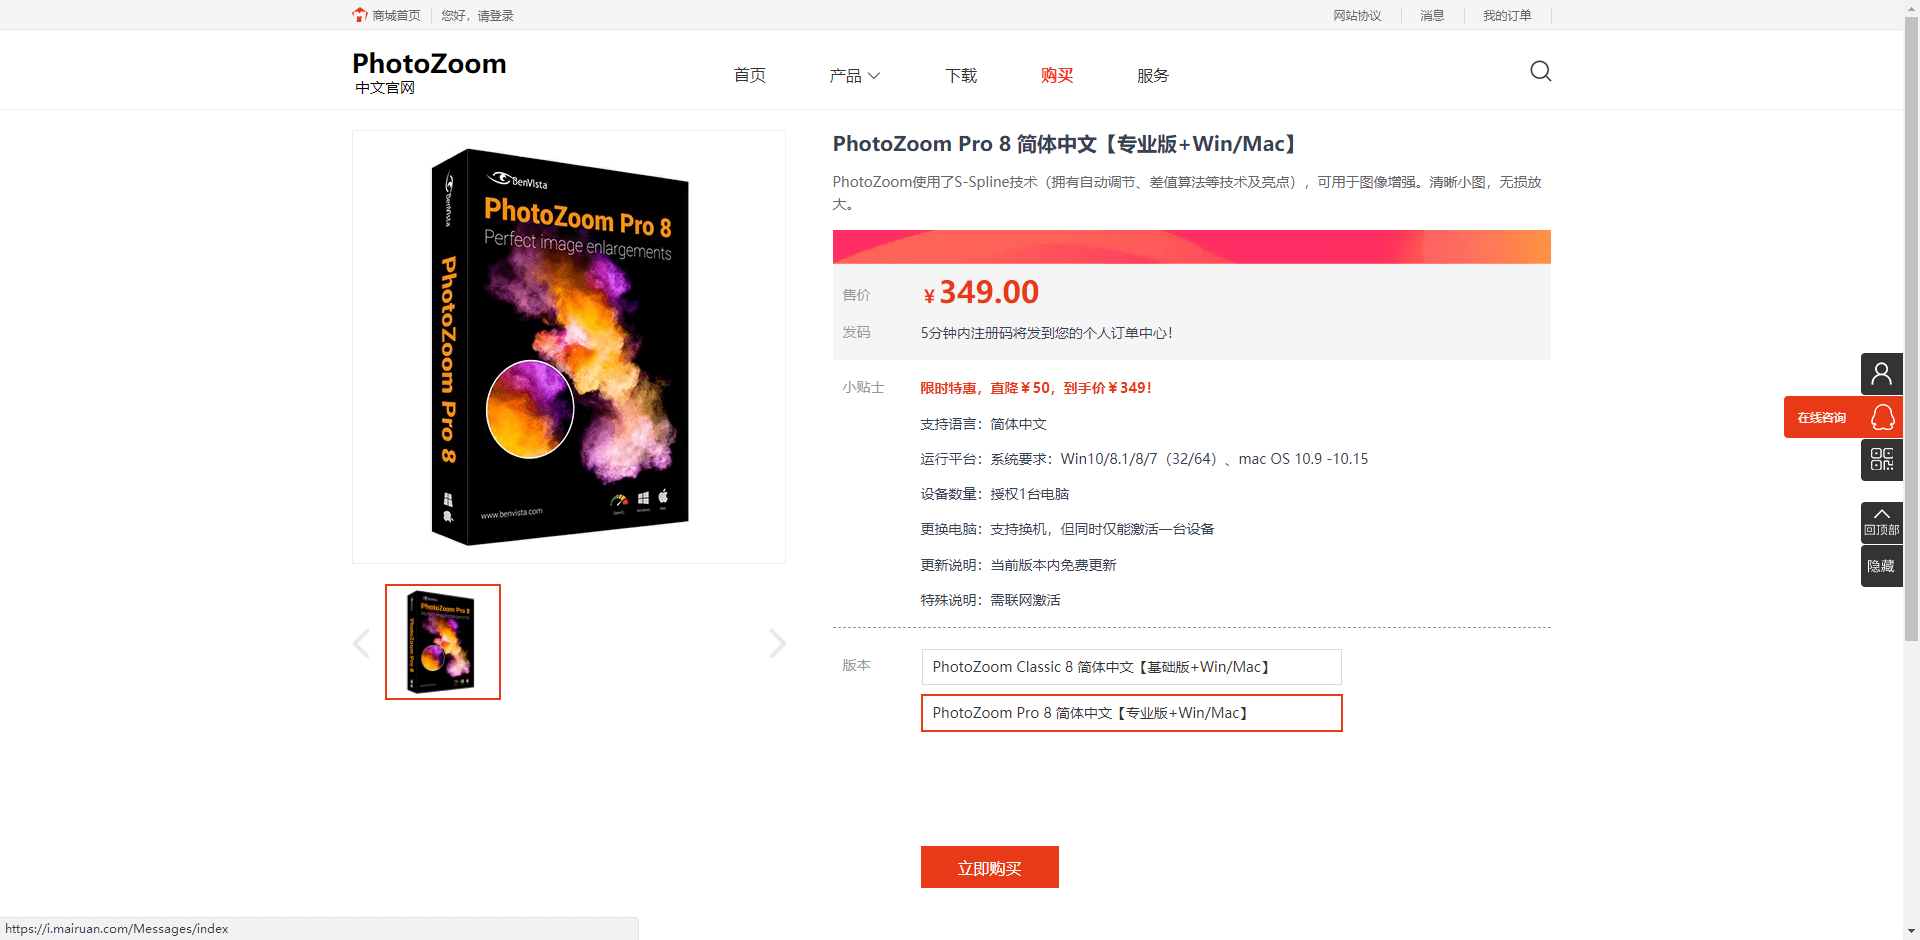 商城首页 您好，请登录 网站协议 消息 我的订单
PhotoZoom
中文官网
首页 产品 下载 购买 服务
BenVista
PhotoZoom Pro 8
Perfect image enlargements
BenVista
PhotoZoom Pro 8
www.benvista.com
PhotoZoom Pro 8 简体中文【专业版+Win/Mac】
PhotoZoom使用了S-Spline技术（拥有自动调节、差值算法等技术及亮点），可用于图像增强。清晰小图，无损放
大。
售价 ￥349.00
发码 5分钟内注册码将发到您的个人订单中心！
小贴士 限时特惠，直降￥50，到手价￥349！
支持语言：简体中文
运行平台：系统要求：Win10/8.1/8/7（32/64）、mac OS 10.9 -10.15
设备数量：授权1台电脑
更换电脑：支持换机，但同时仅能激活一台设备
更新说明：当前版本内免费更新
特殊说明：需联网激活
版本 PhotoZoom Classic 8 简体中文【基础版+Win/Mac】
PhotoZoom Pro 8 简体中文【专业版+Win/Mac】
立即购买
在线咨询
回顶部
隐藏
PhotoZoom Pro 8
PhotoZoom Pro 8
https://i.mairuan.com/Messages/index